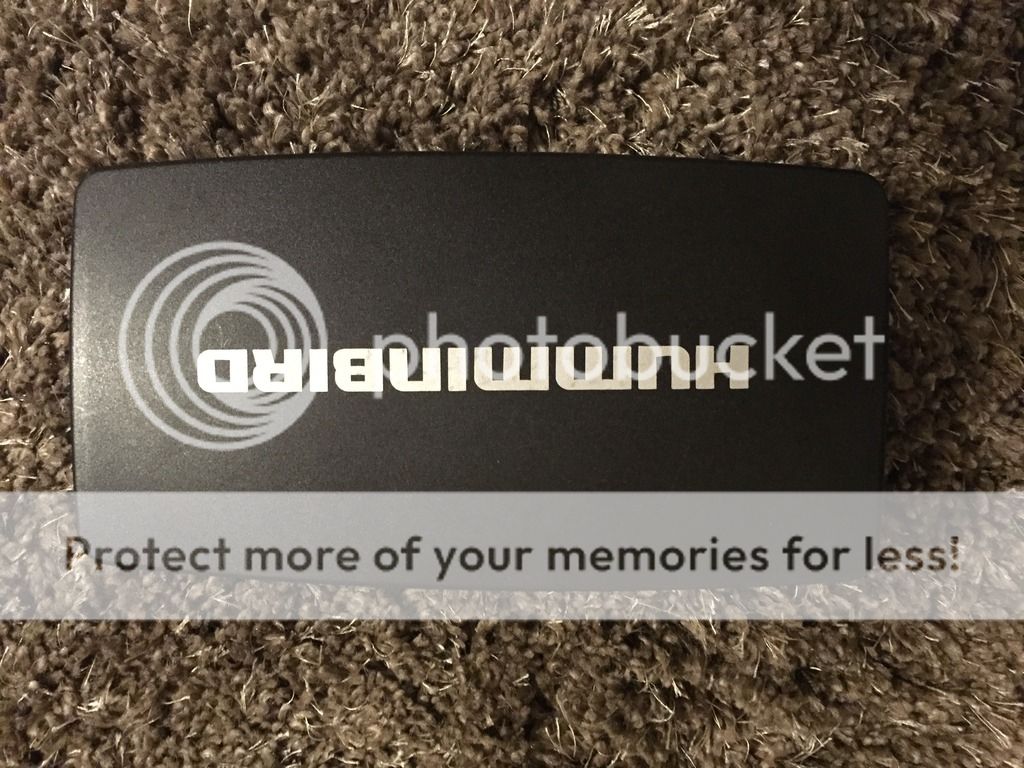 photobucket
HUMMINBIRD
Protect more of your memories for less!